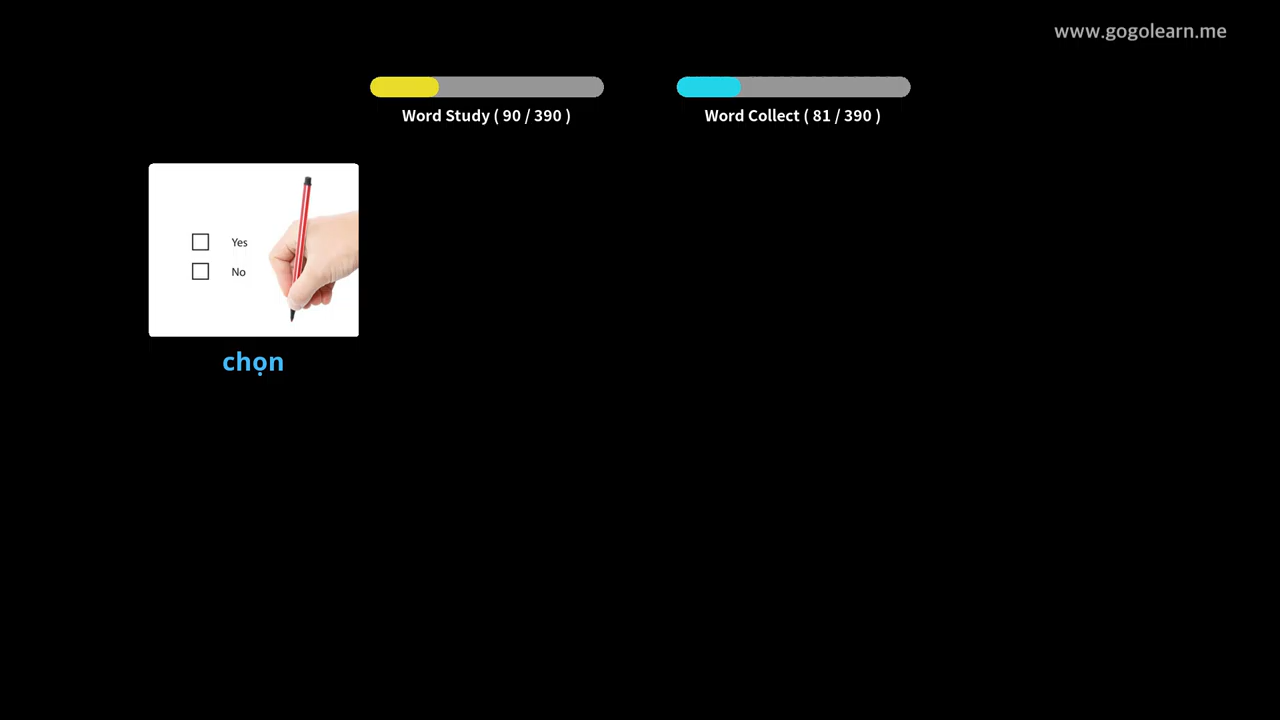 www.gogolearn.me
Word Study ( 90 / 390 )
Word Collect ( 81 / 390 )
Yes
No
chọn